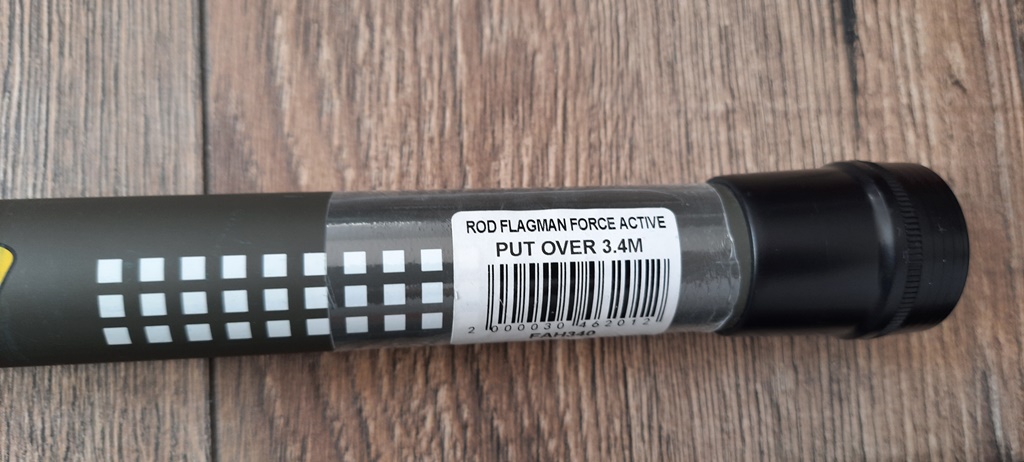 ROD FLAGMAN FORCE ACTIVE
PUT OVER 3.4M
2 000030 462012
FAH340